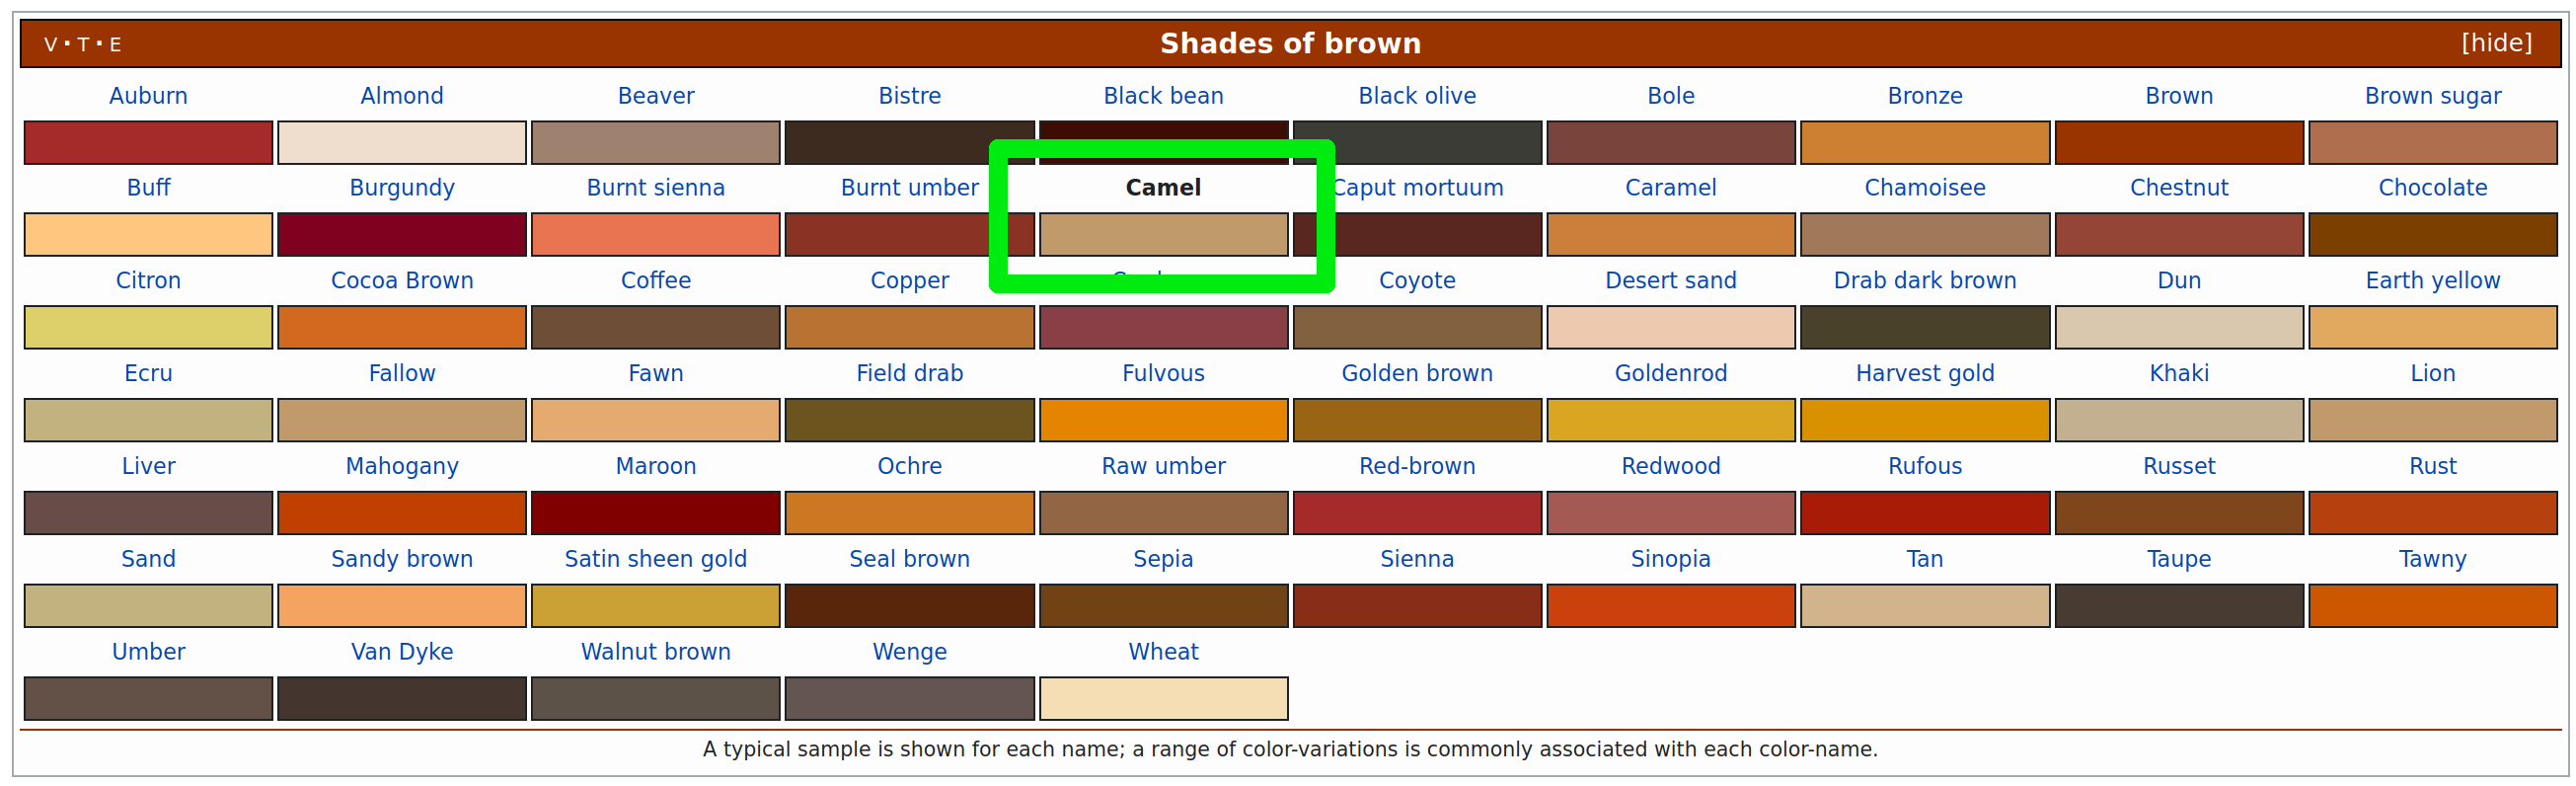 V · T · E Shades of brown [hide]
Auburn Almond Beaver Bistre Black bean Black olive Bole Bronze Brown Brown sugar
Buff Burgundy Burnt sienna Burnt umber Camel Caput mortuum Caramel Chamoisee Chestnut Chocolate
Citron Cocoa Brown Coffee Copper Coyote Desert sand Drab dark brown Dun Earth yellow
Ecru Fallow Fawn Field drab Fulvous Golden brown Goldenrod Harvest gold Khaki Lion
Liver Mahogany Maroon Ochre Raw umber Red-brown Redwood Rufous Russet Rust
Sand Sandy brown Satin sheen gold Seal brown Sepia Sienna Sinopia Tan Taupe Tawny
Umber Van Dyke Walnut brown Wenge Wheat
A typical sample is shown for each name; a range of color-variations is commonly associated with each color-name.